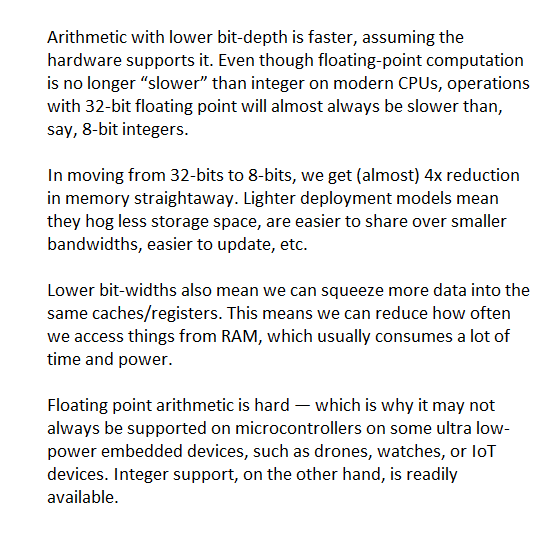 Arithmetic with lower bit-depth is faster, assuming the
hardware supports it. Even though floating-point computation
is no longer “slower” than integer on modern CPUs, operations
with 32-bit floating point will almost always be slower than,
say, 8-bit integers.
In moving from 32-bits to 8-bits, we get (almost) 4x reduction
in memory straightaway. Lighter deployment models mean
they hog less storage space, are easier to share over smaller
bandwidths, easier to update, etc.
Lower bit-widths also mean we can squeeze more data into the
same caches/registers. This means we can reduce how often
we access things from RAM, which usually consumes a lot of
time and power.
Floating point arithmetic is hard — which is why it may not
always be supported on microcontrollers on some ultra low-
power embedded devices, such as drones, watches, or IoT
devices. Integer support, on the other hand, is readily
available.